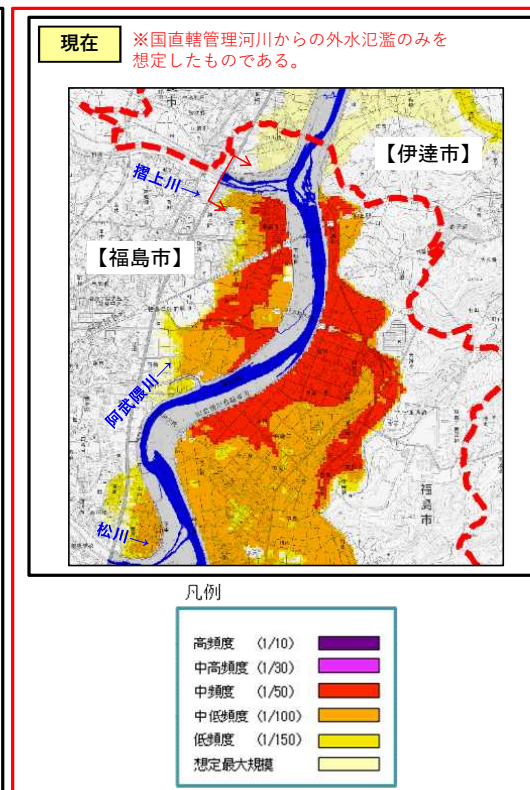 現在
※国直轄管理河川からの外水氾濫のみを
想定したものである。
【伊達市】
摺上川→
【福島市】
阿武隈川→
福島市
松川→
凡例
高頻度 (1/10)
中高頻度 (1/30)
中頻度 (1/50)
中低頻度 (1/100)
低頻度 (1/150)
想定最大規模